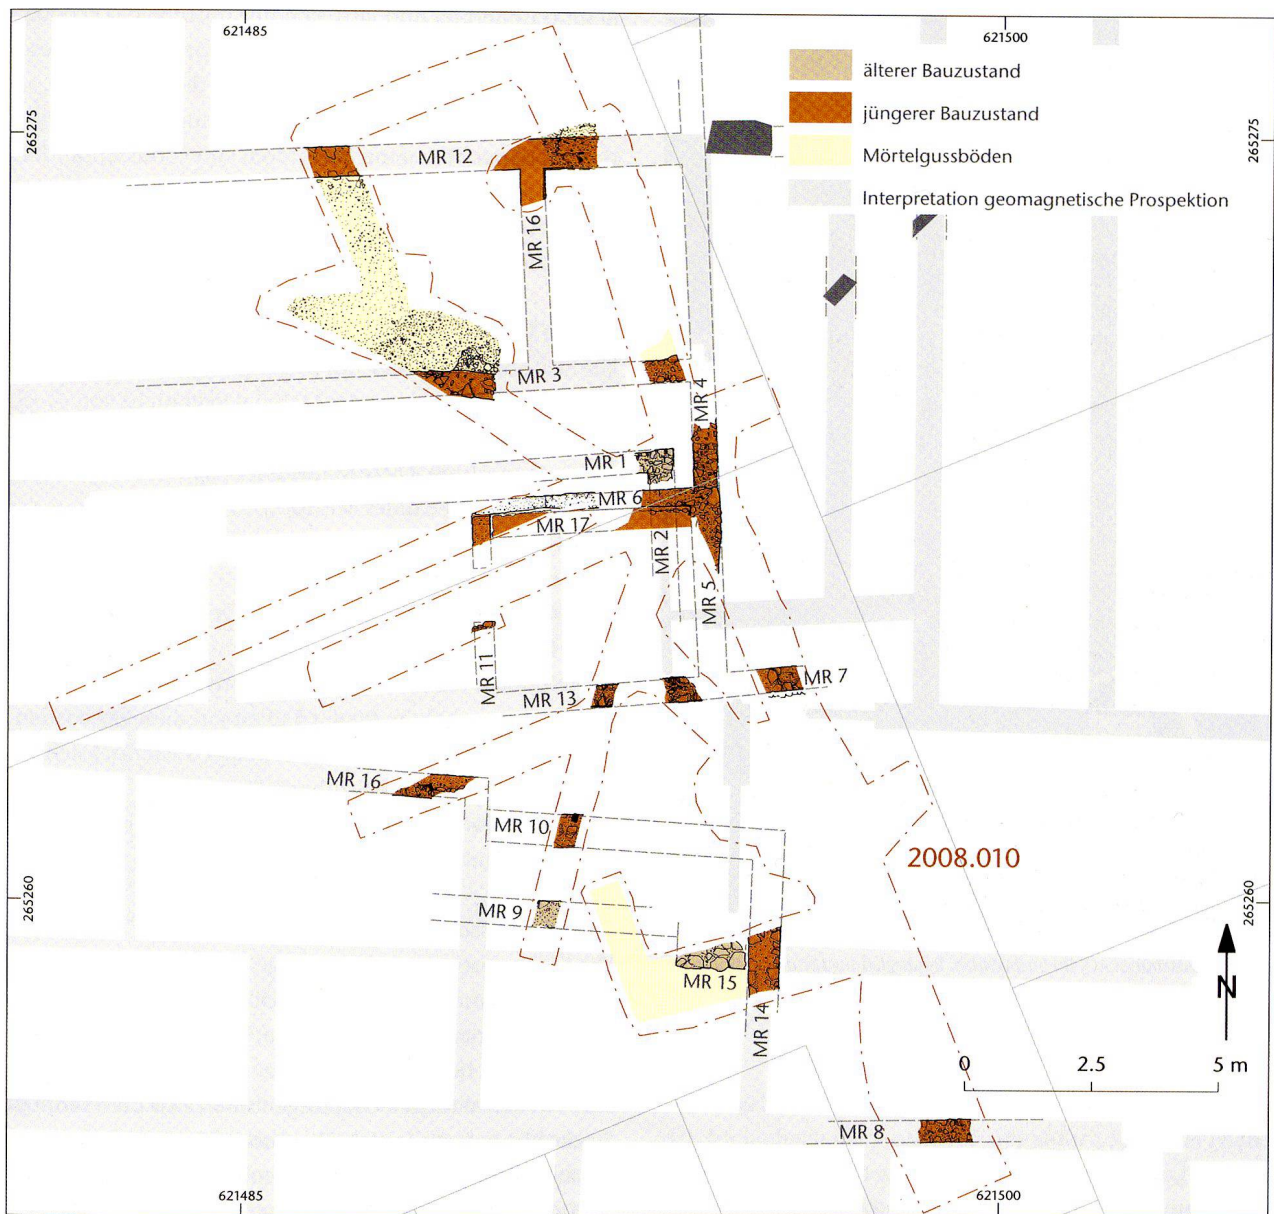 621485
621500
265275
265275
älterer Bauzustand
jüngerer Bauzustand
Mörtelgussböden
Interpretation geomagnetische Prospektion
MR 12
MR 16
MR 3
MR 4
MR 1
MR 6
MR 17
MR 2
MR 5
MR 11
MR 13
MR 7
MR 16
MR 10
2008.010
265260
265260
MR 9
MR 15
MR 14
N
0 2.5 5 m
MR 8
621485
621500